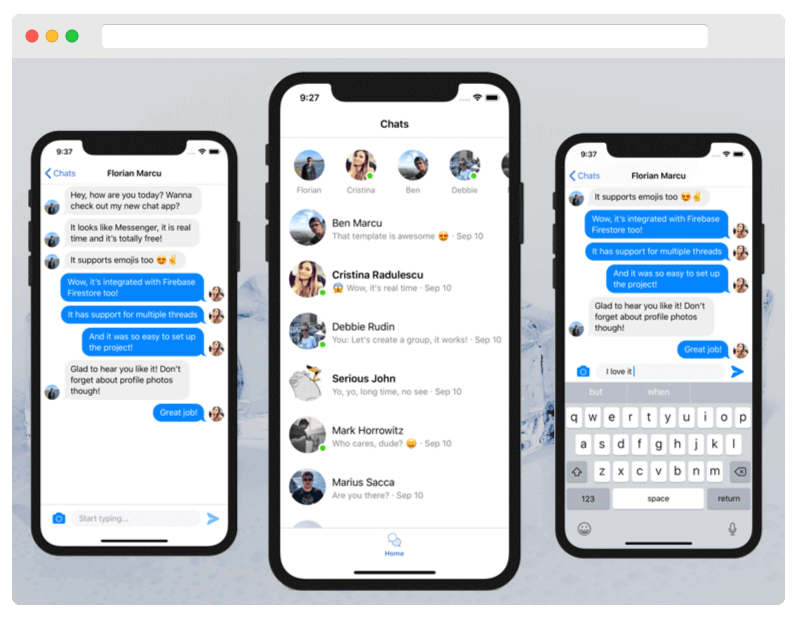 9:37
Chats
Florian Marcu
Hey, how are you today? Wanna
check out my new chat app?
It looks like Messenger, it is real
time and it's totally free!
It supports emojis too 😍✌️
Wow, it's integrated with Firebase
Firestore too!
It has support for multiple threads
And it was so easy to set up
the project!
Glad to hear you like it! Don't
forget about profile photos
though!
Great job!
Start typing...
9:27
Chats
Florian
Cristina
Ben
Debbie
Ben Marcu
That template is awesome 😍 · Sep 10
Cristina Radulescu
😱 Wow, it's real time · Sep 10
Debbie Rudin
You: Let's create a group, it works! · Sep 10
Serious John
Yo, yo, long time, no see · Sep 10
Mark Horrowitz
Who cares, dude? 😄 · Sep 10
Marius Sacca
Are you there? · Sep 10
Home
9:37
Chats
Florian Marcu
It supports emojis too 😍✌️
Wow, it's integrated with Firebase
Firestore too!
It has support for multiple threads
And it was so easy to set up
the project!
Glad to hear you like it! Don't
forget about profile photos
though!
Great job!
I love it
but when
q w e r t y u i o p
a s d f g h j k l
z x c v b n m
123 space return